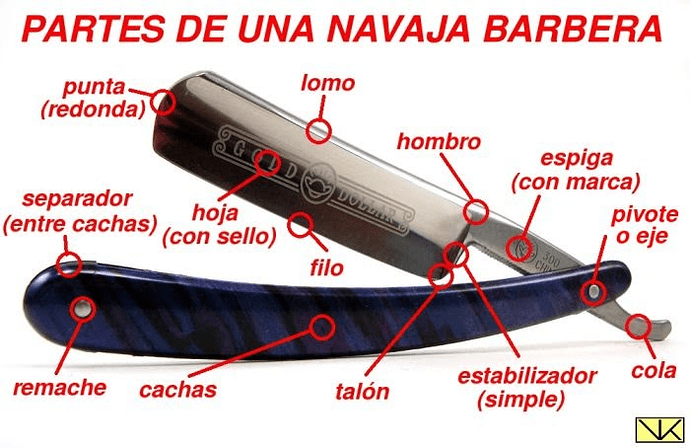 PARTES DE UNA NAVAJA BARBERA
punta
(redonda)
lomo
hombro
espiga
(con marca)
separador
(entre cachas)
hoja
(con sello)
GOLD
DOLLAR
filo
pivote
o eje
300
remache
cachas
talón
estabilizador
(simple)
cola